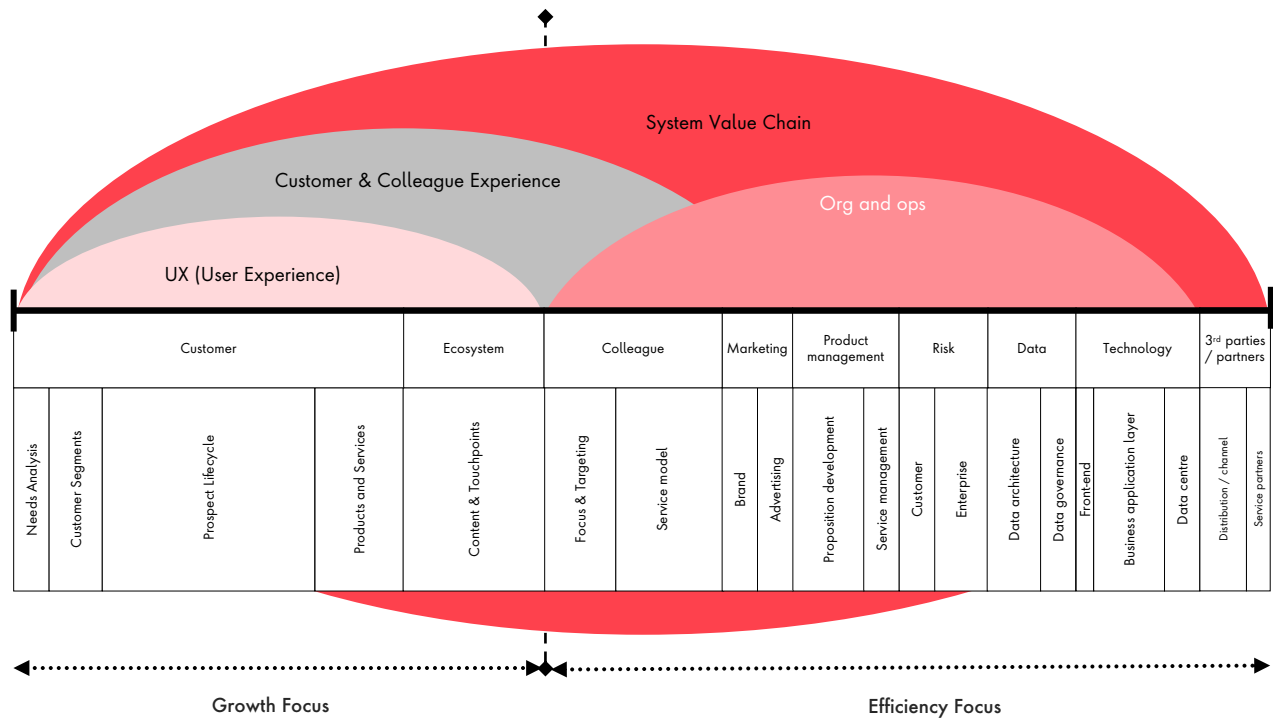 System Value Chain
Customer & Colleague Experience
Org and ops
UX (User Experience)
Customer
Ecosystem
Colleague
Marketing
Product
management
Risk
Data
Technology
3rd parties
/ partners
Needs Analysis
Customer Segments
Prospect Lifecycle
Products and Services
Content & Touchpoints
Focus & Targeting
Service model
Brand
Advertising
Proposition development
Service management
Customer
Enterprise
Data architecture
Data governance
Front-end
Business application layer
Data centre
Distribution / channel
Service partners
Growth Focus
Efficiency Focus